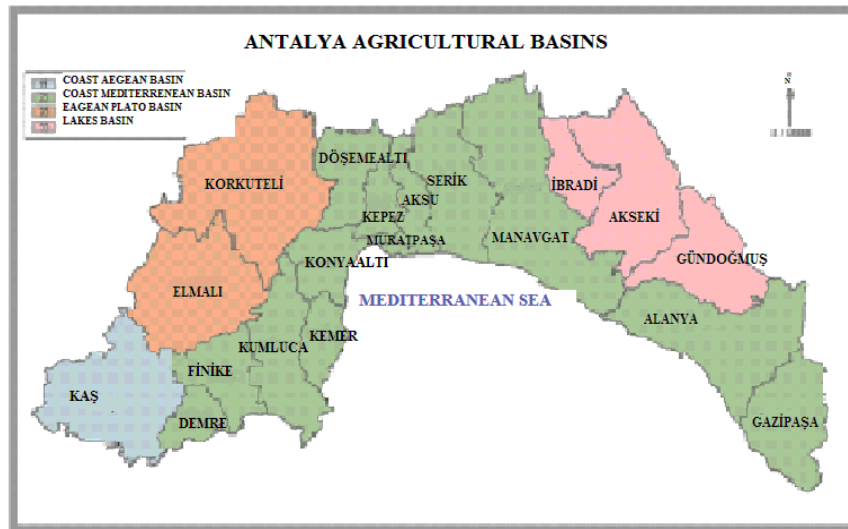 ANTALYA AGRICULTURAL BASINS
COAST AEGEAN BASIN
COAST MEDITERRENEAN BASIN
EAGEAN PLATO BASIN
LAKES BASIN
N
DÖŞEMEALTI
KORKUTELİ
SERİK
İBRADİ
AKSU
KEPEZ
AKSEKİ
MURATPAŞA
MANAVGAT
KONYAALTI
GÜNDOĞMUŞ
ELMALI
MEDITERRANEAN SEA
ALANYA
KEMER
KUMLUCA
FİNİKE
KAŞ
DEMRE
GAZİPAŞA